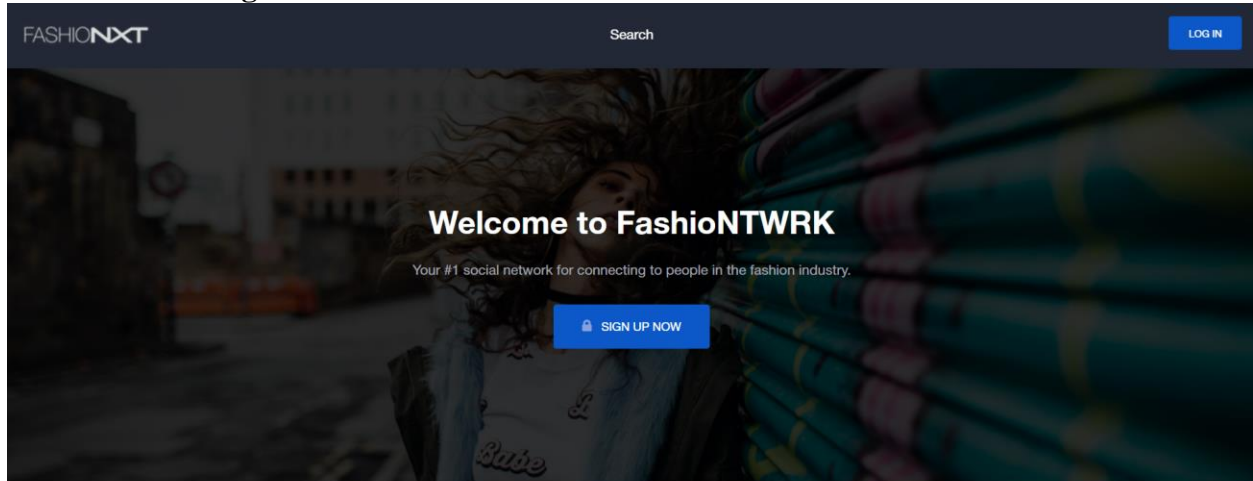 FASHIONXT
Search
LOG IN
Welcome to FashioNTWRK
Your #1 social network for connecting to people in the fashion industry.
SIGN UP NOW
Babe